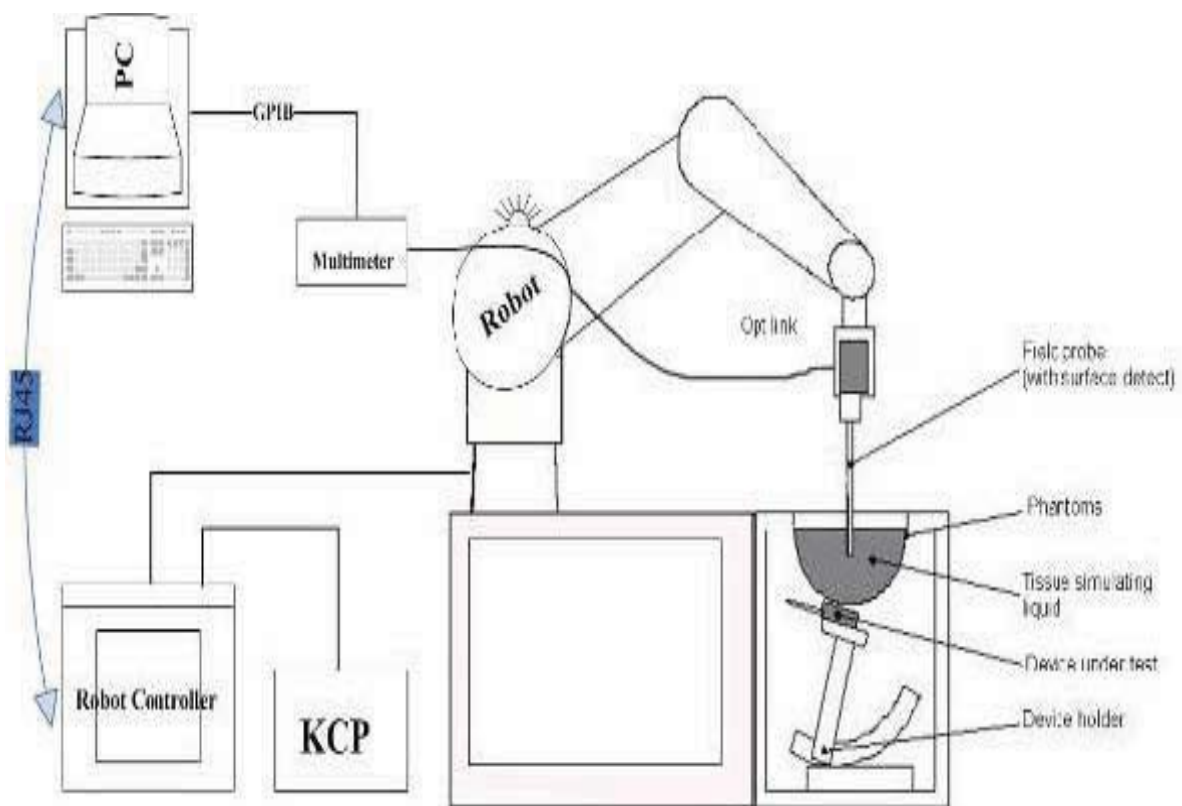 PC
GPIB
Multimeter
Robot
Opt link
Field probe
(with surface detect)
RJ45
Phantoms
Tissue simulating
liquid
Device under test
Device holder
Robot Controller
KCP